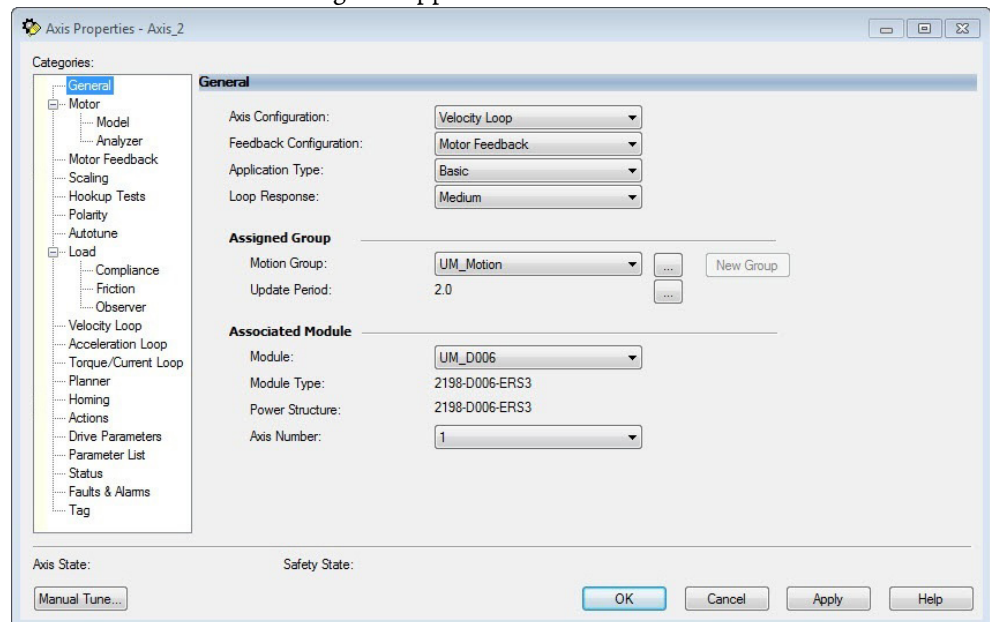 Axis Properties - Axis_2
Categories:
General
Motor
Model
Analyzer
Motor Feedback
Scaling
Hookup Tests
Polarity
Autotune
Load
Compliance
Friction
Observer
Velocity Loop
Acceleration Loop
Torque/Current Loop
Planner
Homing
Actions
Drive Parameters
Parameter List
Status
Faults & Alarms
Tag
General
Axis Configuration: Velocity Loop
Feedback Configuration: Motor Feedback
Application Type: Basic
Loop Response: Medium
Assigned Group
Motion Group: UM_Motion ... New Group
Update Period: 2.0 ...
Associated Module
Module: UM_D006
Module Type: 2198-D006-ERS3
Power Structure: 2198-D006-ERS3
Axis Number: 1
Axis State: Safety State:
Manual Tune... OK Cancel Apply Help